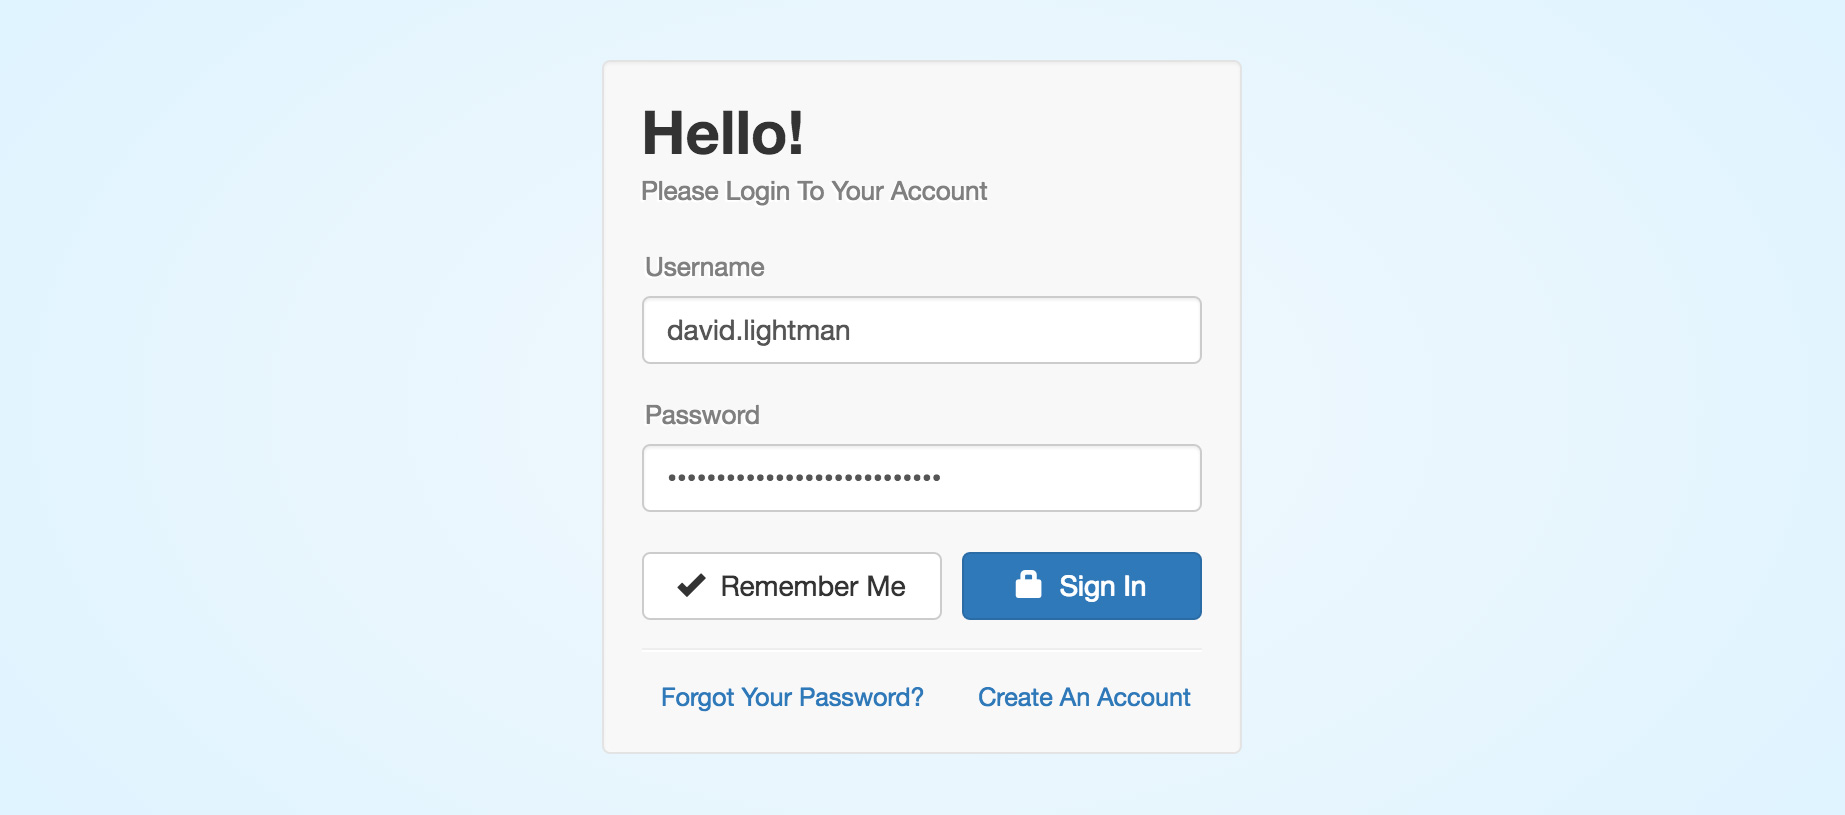 Hello!
Please Login To Your Account
Username
david.lightman
Password
••••••••••••••••••••••••••••
Remember Me
Sign In
Forgot Your Password?
Create An Account